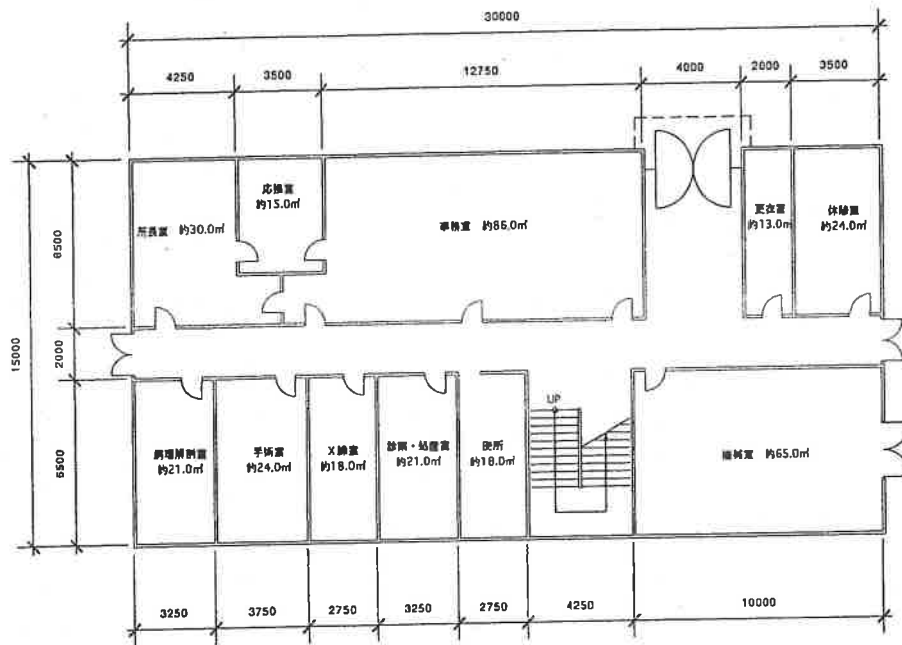 30000
4250
3500
12750
4000
2000
3500
15000
6500
2000
6500
所長室 約30.0㎡
応接室
約15.0㎡
事務室 約86.0㎡
更衣室
約13.0㎡
休憩室
約24.0㎡
病理解剖室
約21.0㎡
手術室
約24.0㎡
X線室
約18.0㎡
診察・処置室
約21.0㎡
便所
約18.0㎡
UP
機械室 約65.0㎡
3250
3750
2750
3250
2750
4250
10000